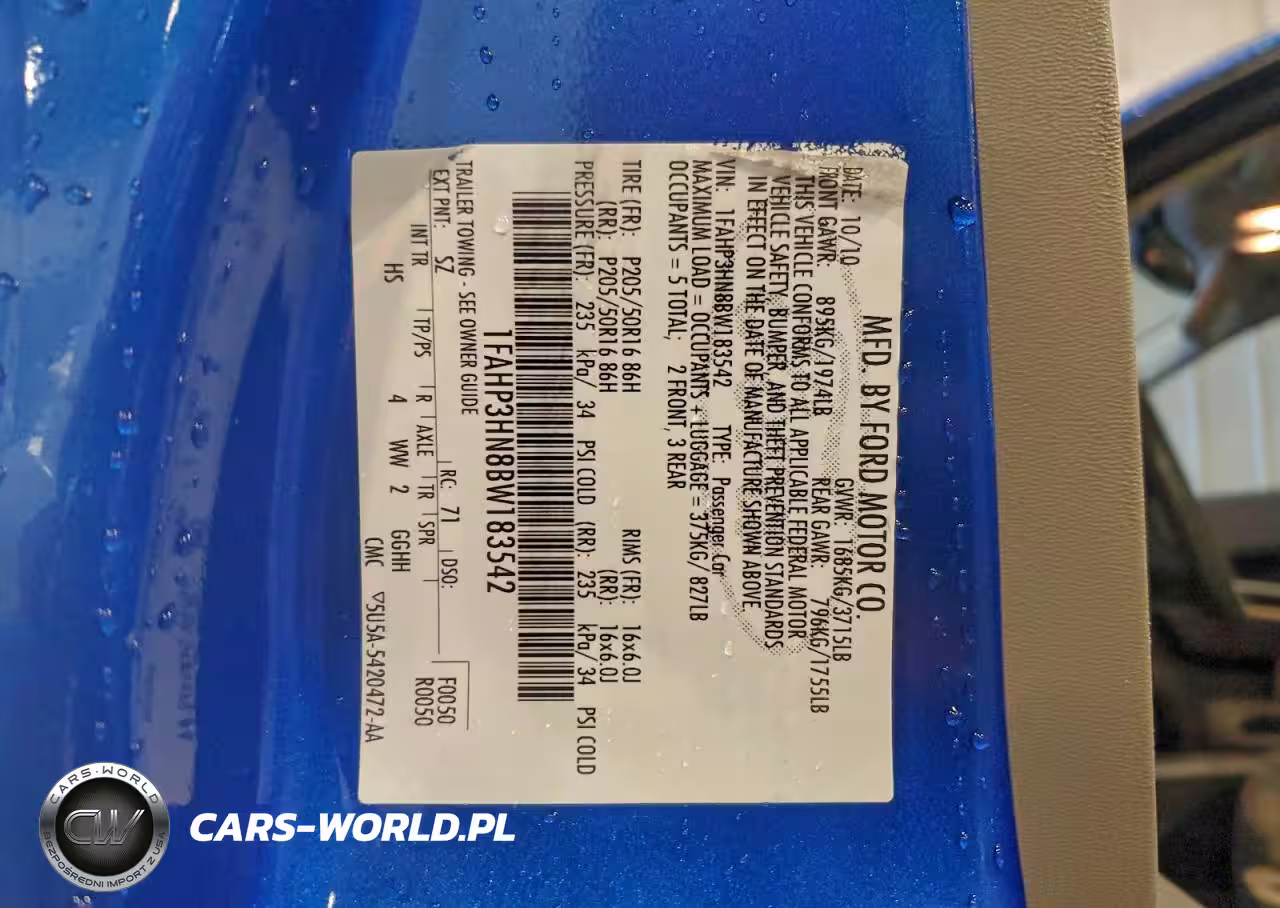 MFD. BY FORD MOTOR CO.
DATE: 10/10 GVWR: 1685KG/3715LB
FRONT GAWR: 895KG/1974LB REAR GAWR: 796KG/1755LB
THIS VEHICLE CONFORMS TO ALL APPLICABLE FEDERAL MOTOR
VEHICLE SAFETY, BUMPER, AND THEFT PREVENTION STANDARDS
IN EFFECT ON THE DATE OF MANUFACTURE SHOWN ABOVE.
VIN: 1FAHP3HN8BW183542 TYPE: Passenger Car
MAXIMUM LOAD = OCCUPANTS + LUGGAGE = 375KG/ 827LB
OCCUPANTS = 5 TOTAL; 2 FRONT, 3 REAR
TIRE (FR): P205/50R16 86H RIMS (FR): 16x6.0J
(RR): P205/50R16 86H (RR): 16x6.0J
PRESSURE (FR): 235 kPa/ 34 PSI COLD (RR): 235 kPa/ 34 PSI COLD
1FAHP3HN8BW183542
TRAILER TOWING - SEE OWNER GUIDE
EXT PNT: SZ RC: 71 DSO: F0050
INT TR TP/PS R AXLE TR SPR R0050
HS 4 WW 2 GGHH
CMC ▽5U5A-5420472-AA
CARS-WORLD
CW
BEZPOŚREDNI IMPORT Z USA
CARS-WORLD.PL